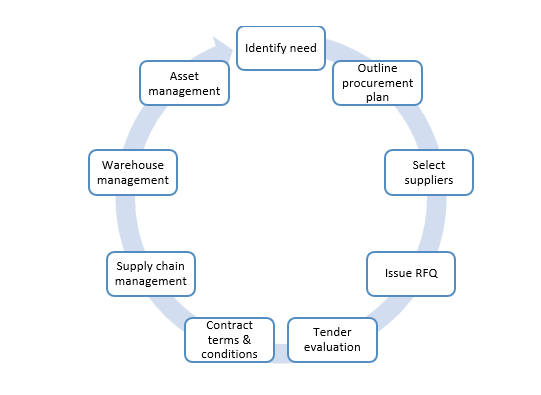 Identify need
Outline
procurement
plan
Select
suppliers
Issue RFQ
Tender
evaluation
Contract
terms &
conditions
Supply chain
management
Warehouse
management
Asset
management